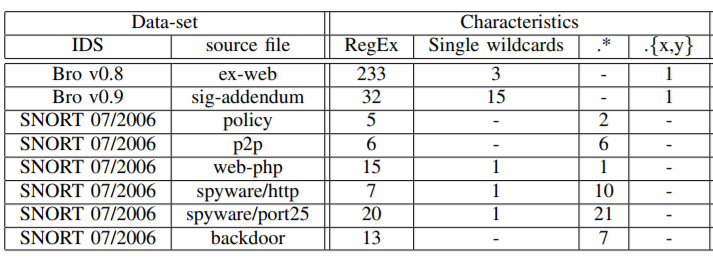 Data-set Characteristics
IDS source file RegEx Single wildcards .* .{x,y}
Bro v0.8 ex-web 233 3 - 1
Bro v0.9 sig-addendum 32 15 - 1
SNORT 07/2006 policy 5 - 2 -
SNORT 07/2006 p2p 6 - 6 -
SNORT 07/2006 web-php 15 1 1 -
SNORT 07/2006 spyware/http 7 1 10 -
SNORT 07/2006 spyware/port25 20 1 21 -
SNORT 07/2006 backdoor 13 - 7 -